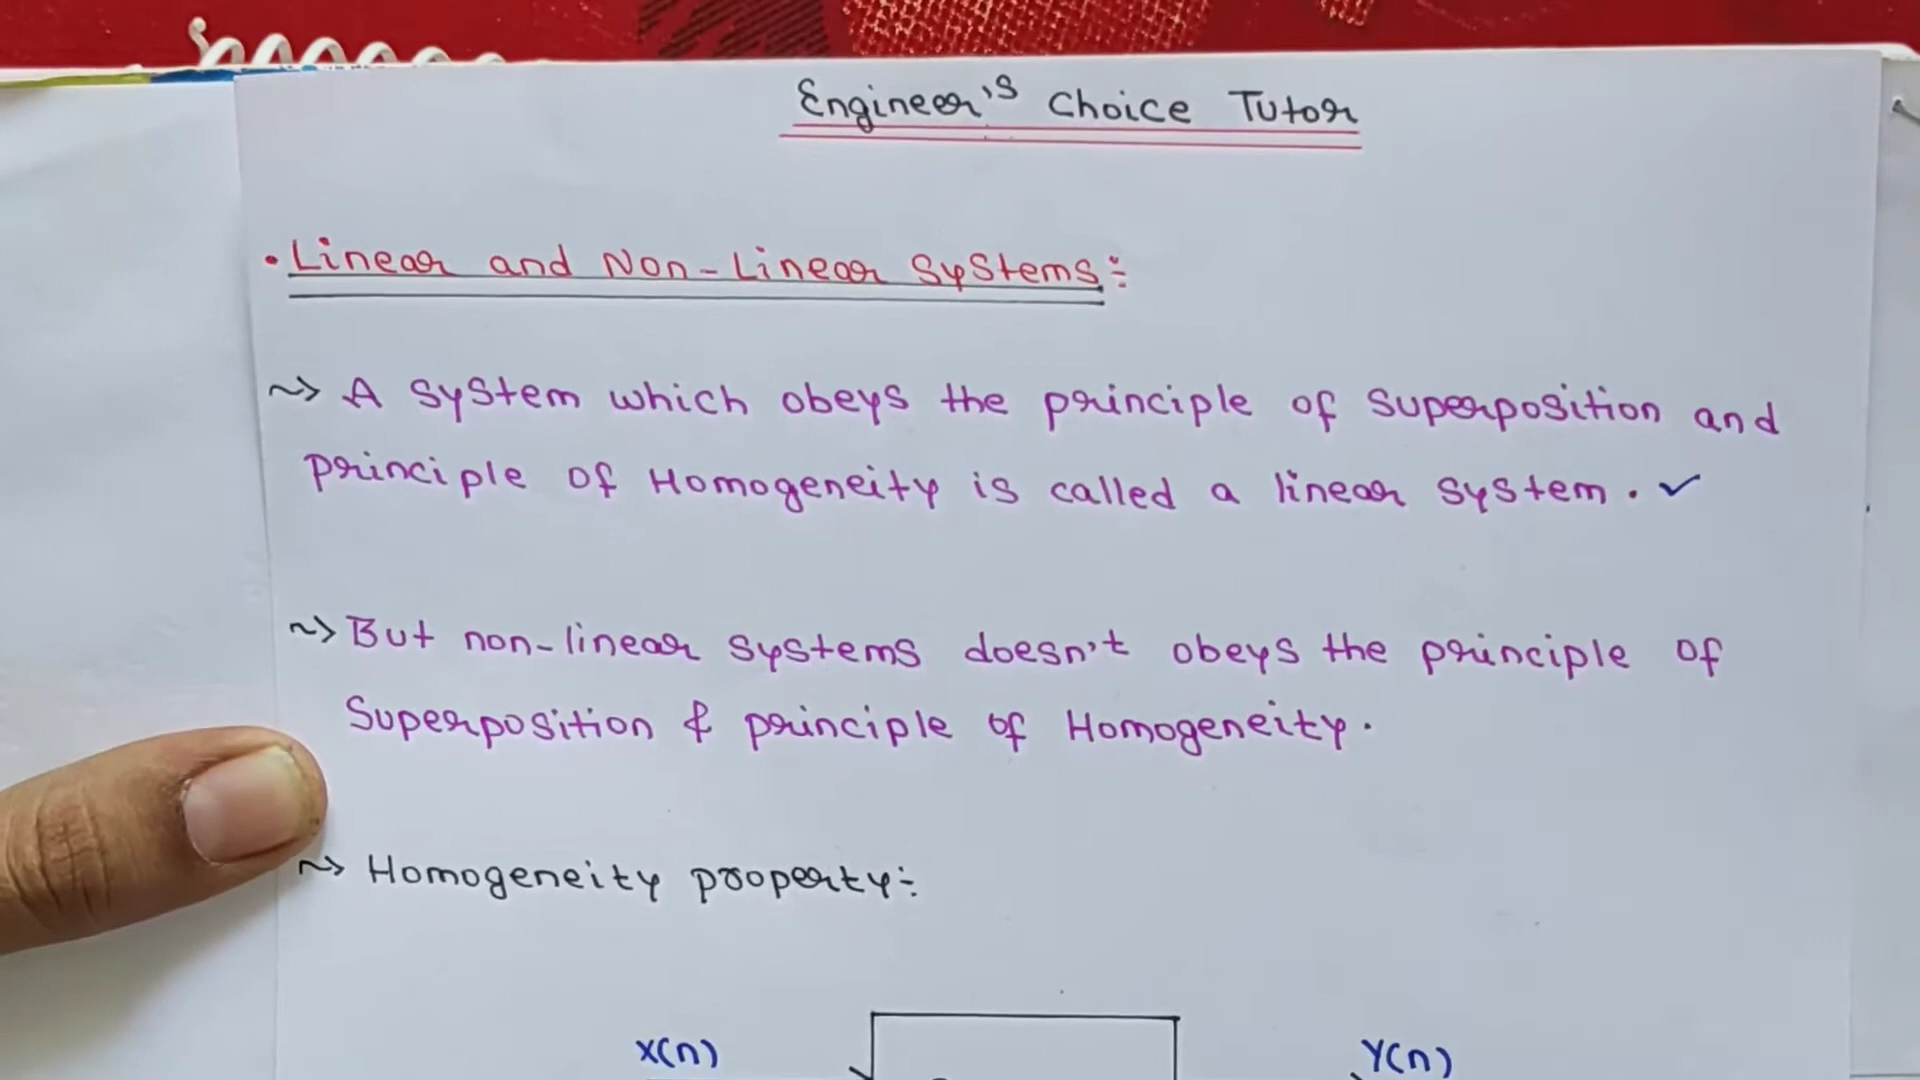 Engineer's Choice Tutor
• Linear and Non-Linear Systems:-
~> A system which obeys the principle of Superposition and
principle of Homogeneity is called a linear system. ✓
~> But non-linear systems doesn't obeys the principle of
Superposition & principle of Homogeneity.
~> Homogeneity property:-
X(n) Y(n)